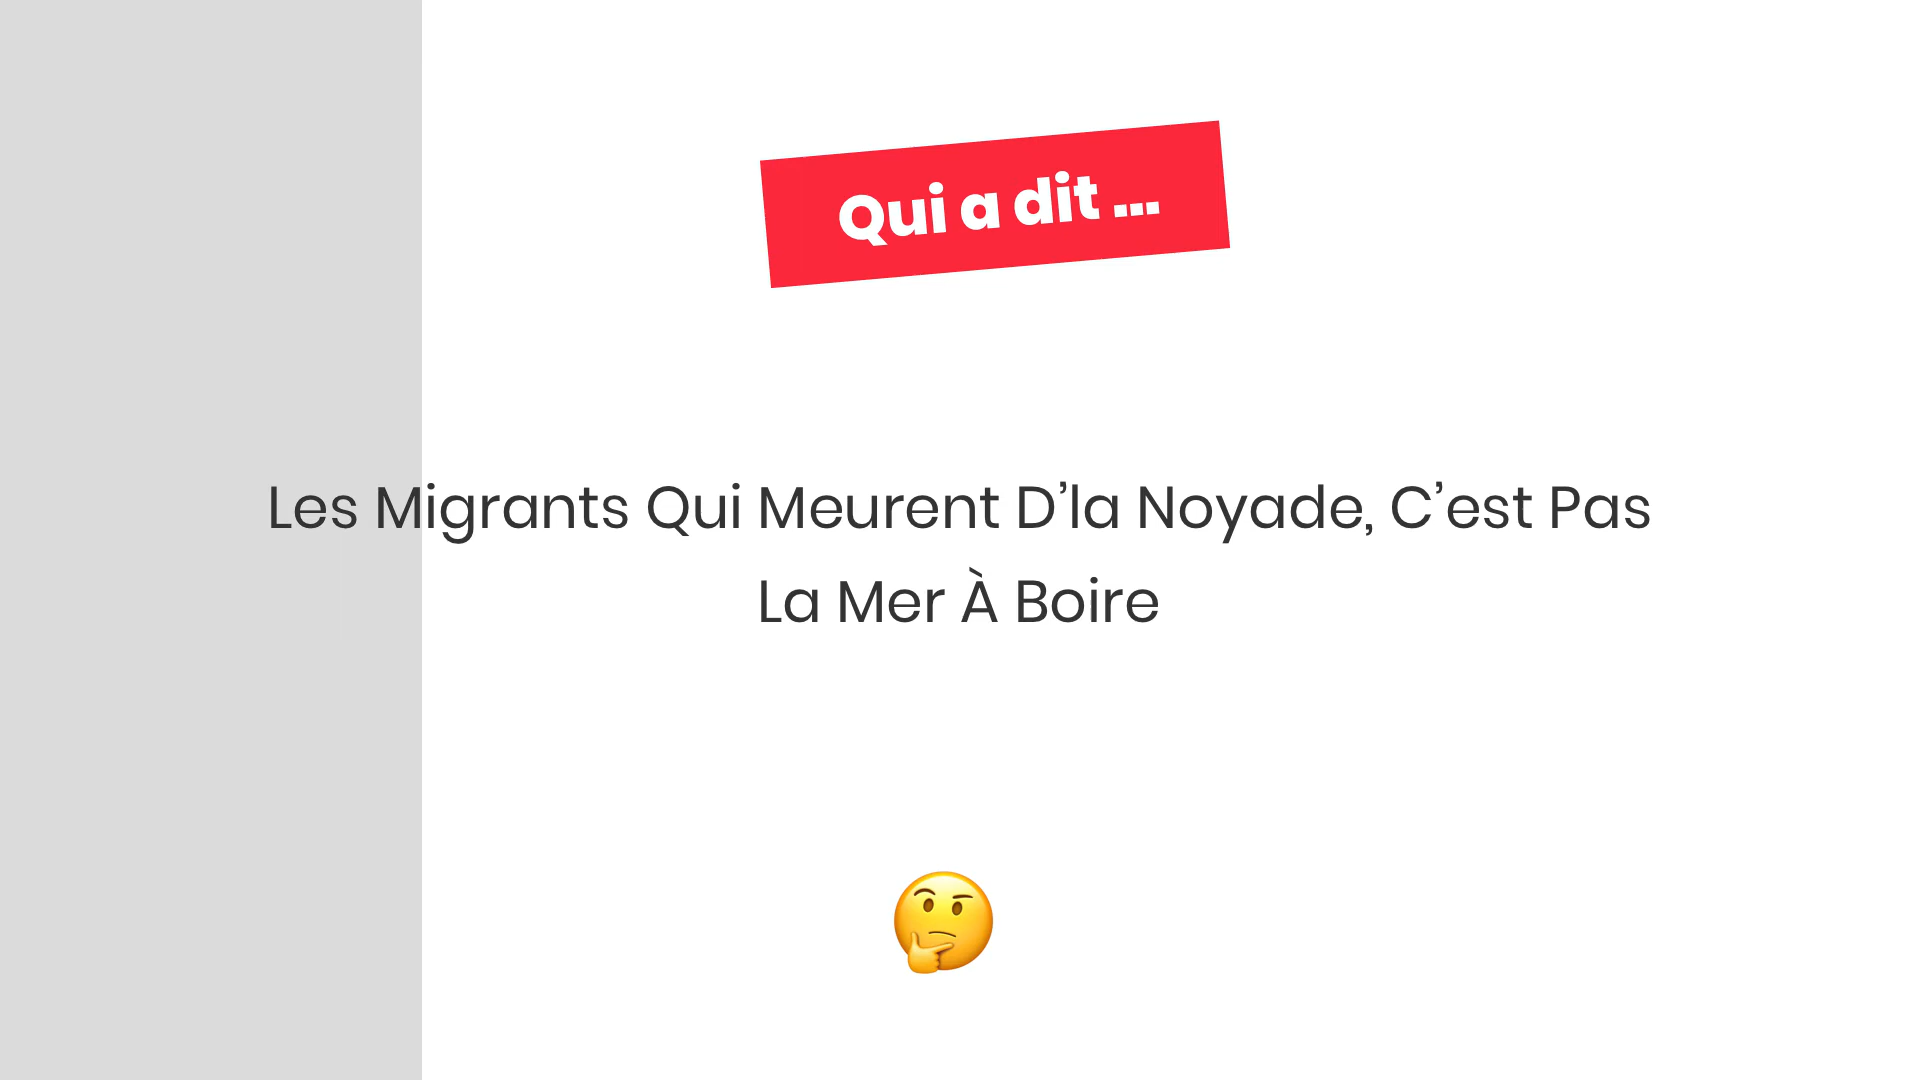 Qui a dit ...
Les Migrants Qui Meurent D’la Noyade, C’est Pas
La Mer À Boire